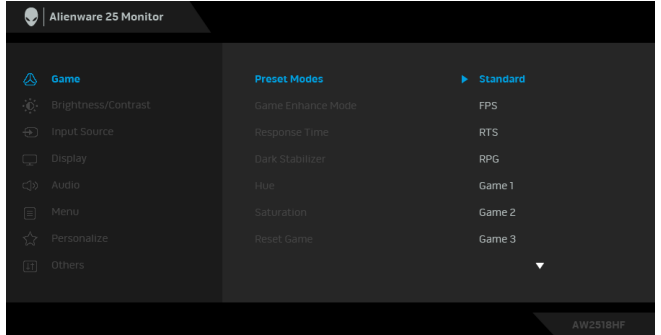 Alienware 25 Monitor
Game Preset Modes Standard
Brightness/Contrast Game Enhance Mode FPS
Input Source Response Time RTS
Display Dark Stabilizer RPG
Audio Hue Game 1
Menu Saturation Game 2
Personalize Reset Game Game 3
Others
AW2518HF